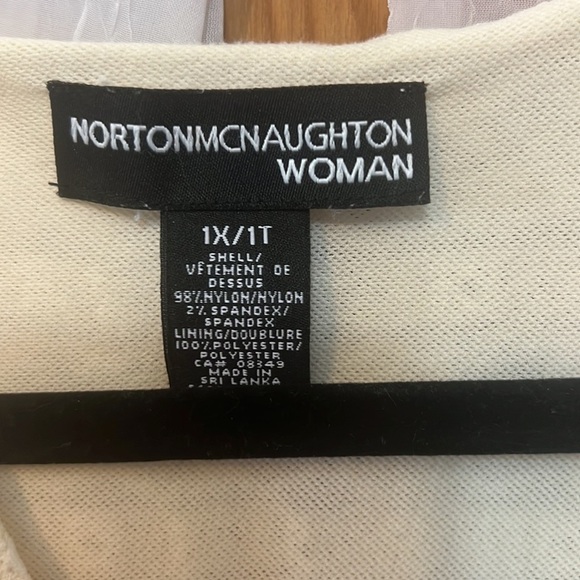 NORTONMCNAUGHTON
WOMAN
1X/1T
SHELL/
VÊTEMENT DE
DESSUS
98%NYLON/NYLON
2% SPANDEX/
SPANDEX
LINING/DOUBLURE
100%POLYESTER/
POLYESTER
CA# 08349
MADE IN
SRI LANKA